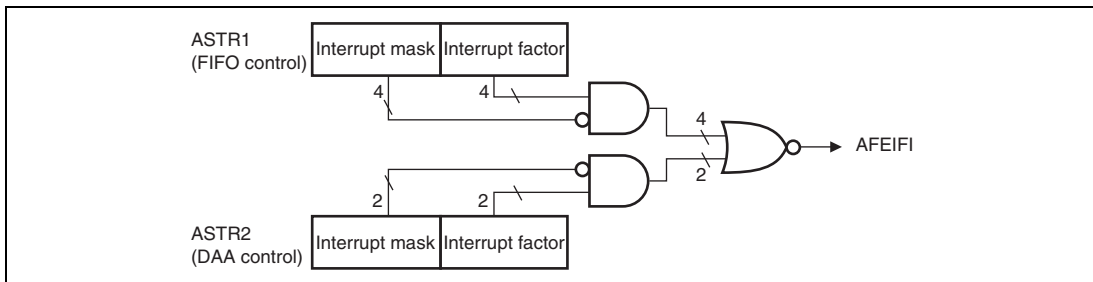 ASTR1
(FIFO control)
Interrupt mask
Interrupt factor
4
4
4
AFEIFI
2
2
2
ASTR2
(DAA control)
Interrupt mask
Interrupt factor